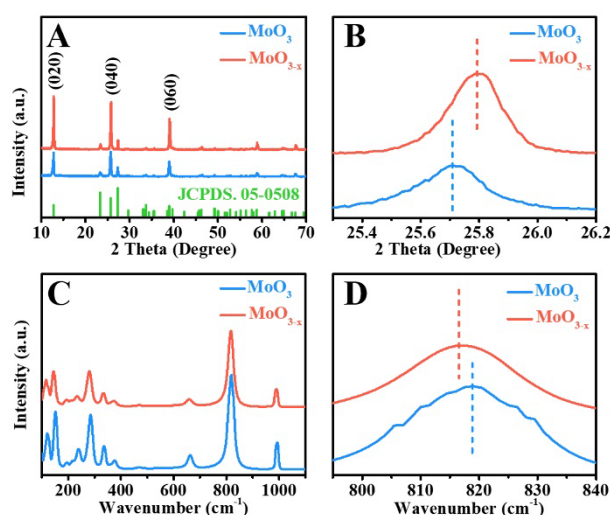 A
MoO3
MoO3-x
(020)
(040)
(060)
JCPDS. 05-0508
Intensity (a.u.)
10 20 30 40 50 60 70
2 Theta (Degree)
B
MoO3
MoO3-x
Intensity (a.u.)
25.4 25.6 25.8 26.0 26.2
2 Theta (Degree)
C
MoO3
MoO3-x
Intensity (a.u.)
200 400 600 800 1000
Wavenumber (cm-1)
D
MoO3
MoO3-x
Intensity (a.u.)
800 810 820 830 840
Wavenumber (cm-1)